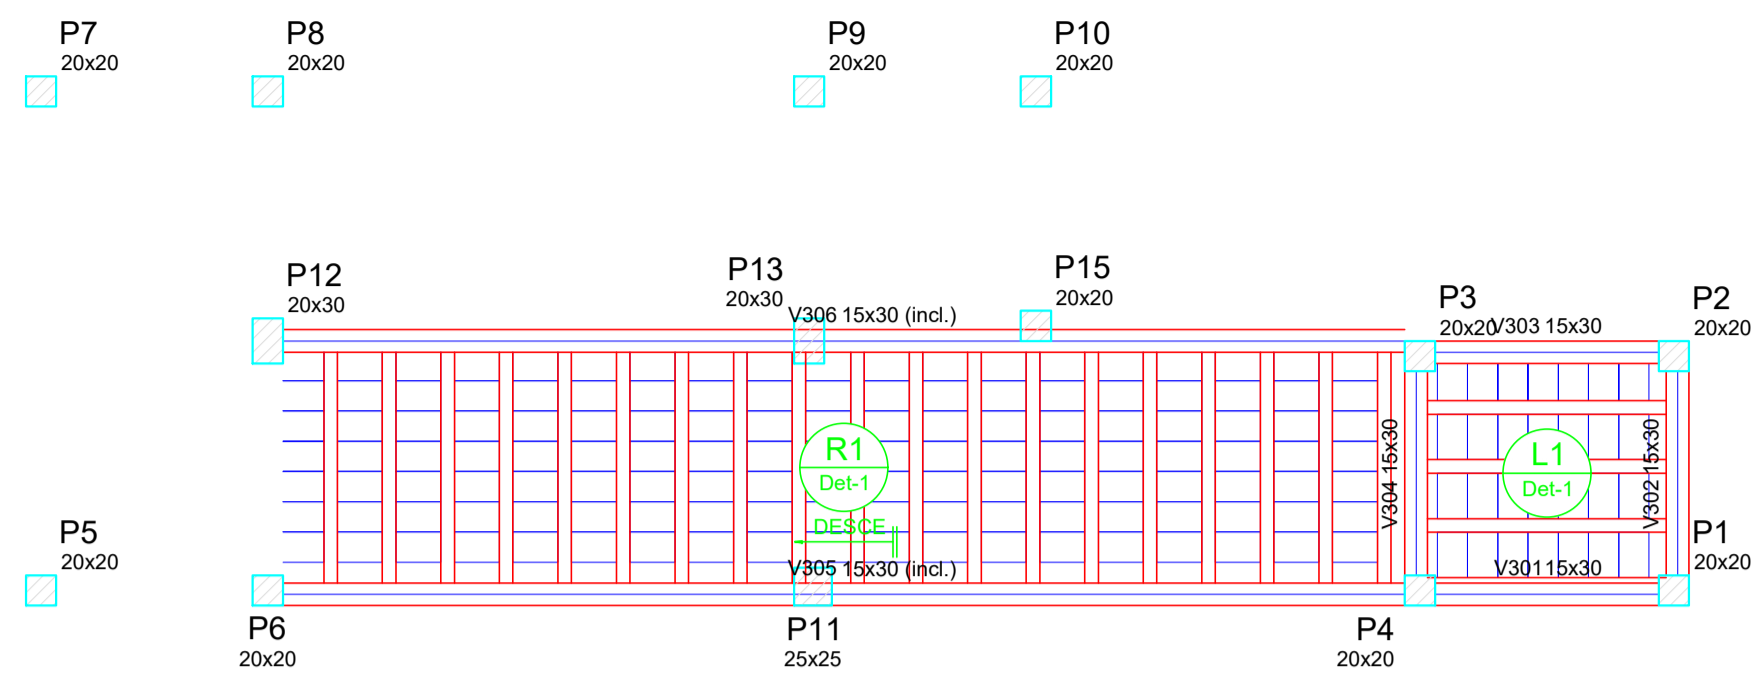 P7
20x20
P8
20x20
P9
20x20
P10
20x20
P12
20x30
P13
20x30
V306 15x30 (incl.)
P15
20x20
P3
20x20
V303 15x30
P2
20x20
R1
Det-1
DESCE
V305 15x30 (incl.)
V304 15x30
L1
Det-1
V302 15x30
V301 15x30
P5
20x20
P1
20x20
P6
20x20
P11
25x25
P4
20x20